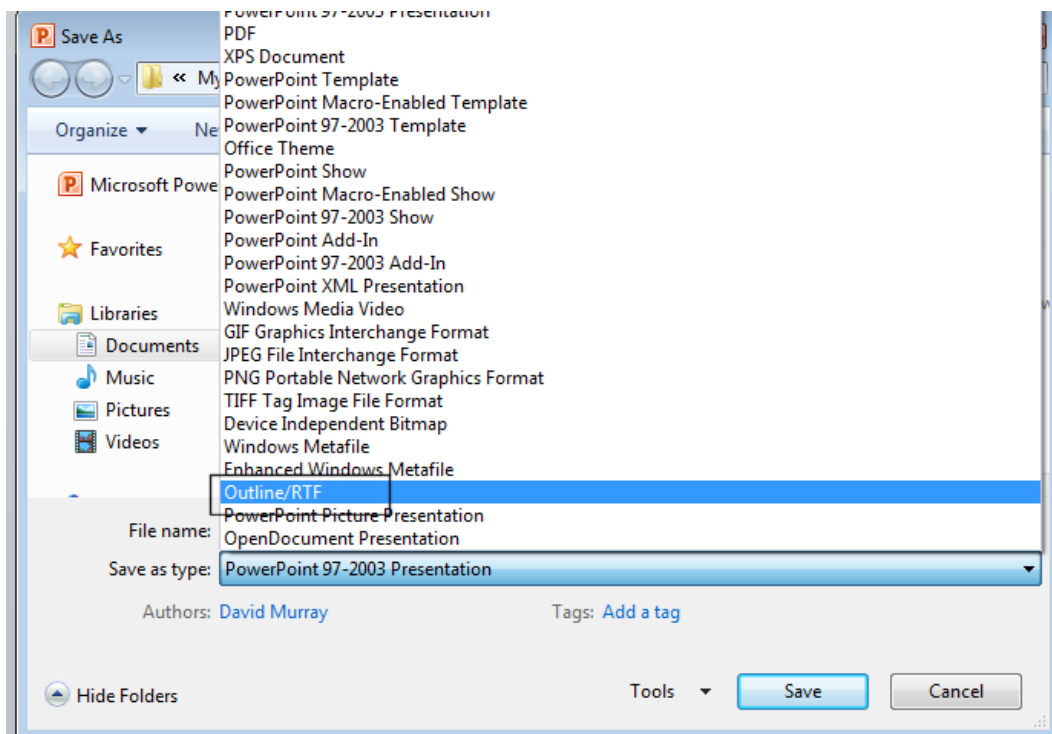 PowerPoint 97-2003 Presentation
Save As
PDF
XPS Document
« My
PowerPoint Template
PowerPoint Macro-Enabled Template
Organize
Ne
PowerPoint 97-2003 Template
Office Theme
PowerPoint Show
Microsoft Powe
PowerPoint Macro-Enabled Show
PowerPoint 97-2003 Show
PowerPoint Add-In
Favorites
PowerPoint 97-2003 Add-In
PowerPoint XML Presentation
Windows Media Video
Libraries
GIF Graphics Interchange Format
Documents
JPEG File Interchange Format
Music
PNG Portable Network Graphics Format
TIFF Tag Image File Format
Pictures
Device Independent Bitmap
Videos
Windows Metafile
Enhanced Windows Metafile
Outline/RTF
PowerPoint Picture Presentation
File name:
OpenDocument Presentation
Save as type: PowerPoint 97-2003 Presentation
Authors: David Murray Tags: Add a tag
Hide Folders Tools Save Cancel